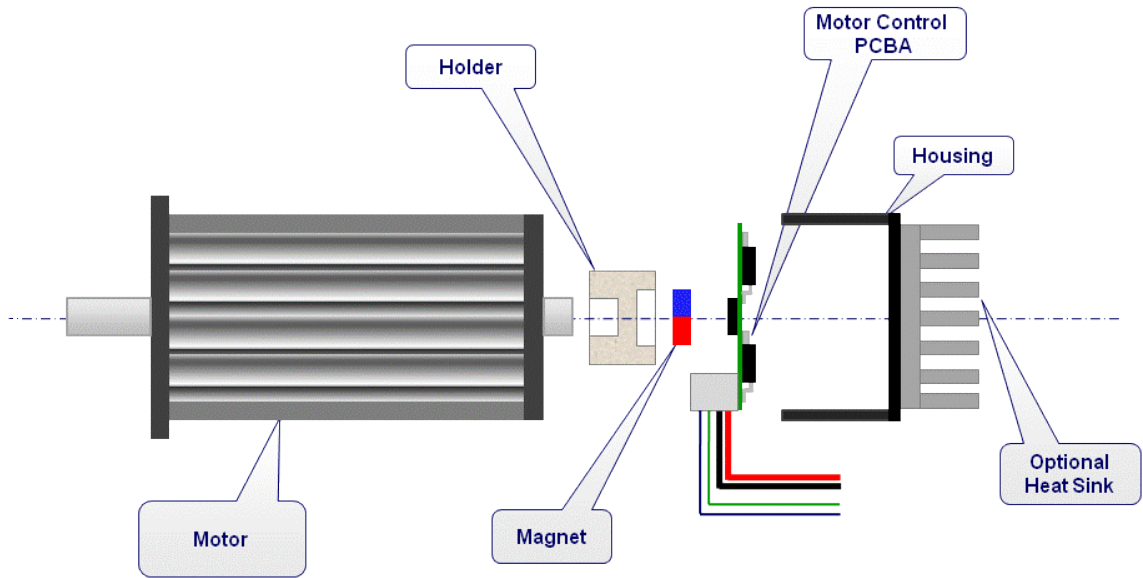 Motor Control
PCBA
Holder
Housing
Optional
Heat Sink
Motor
Magnet